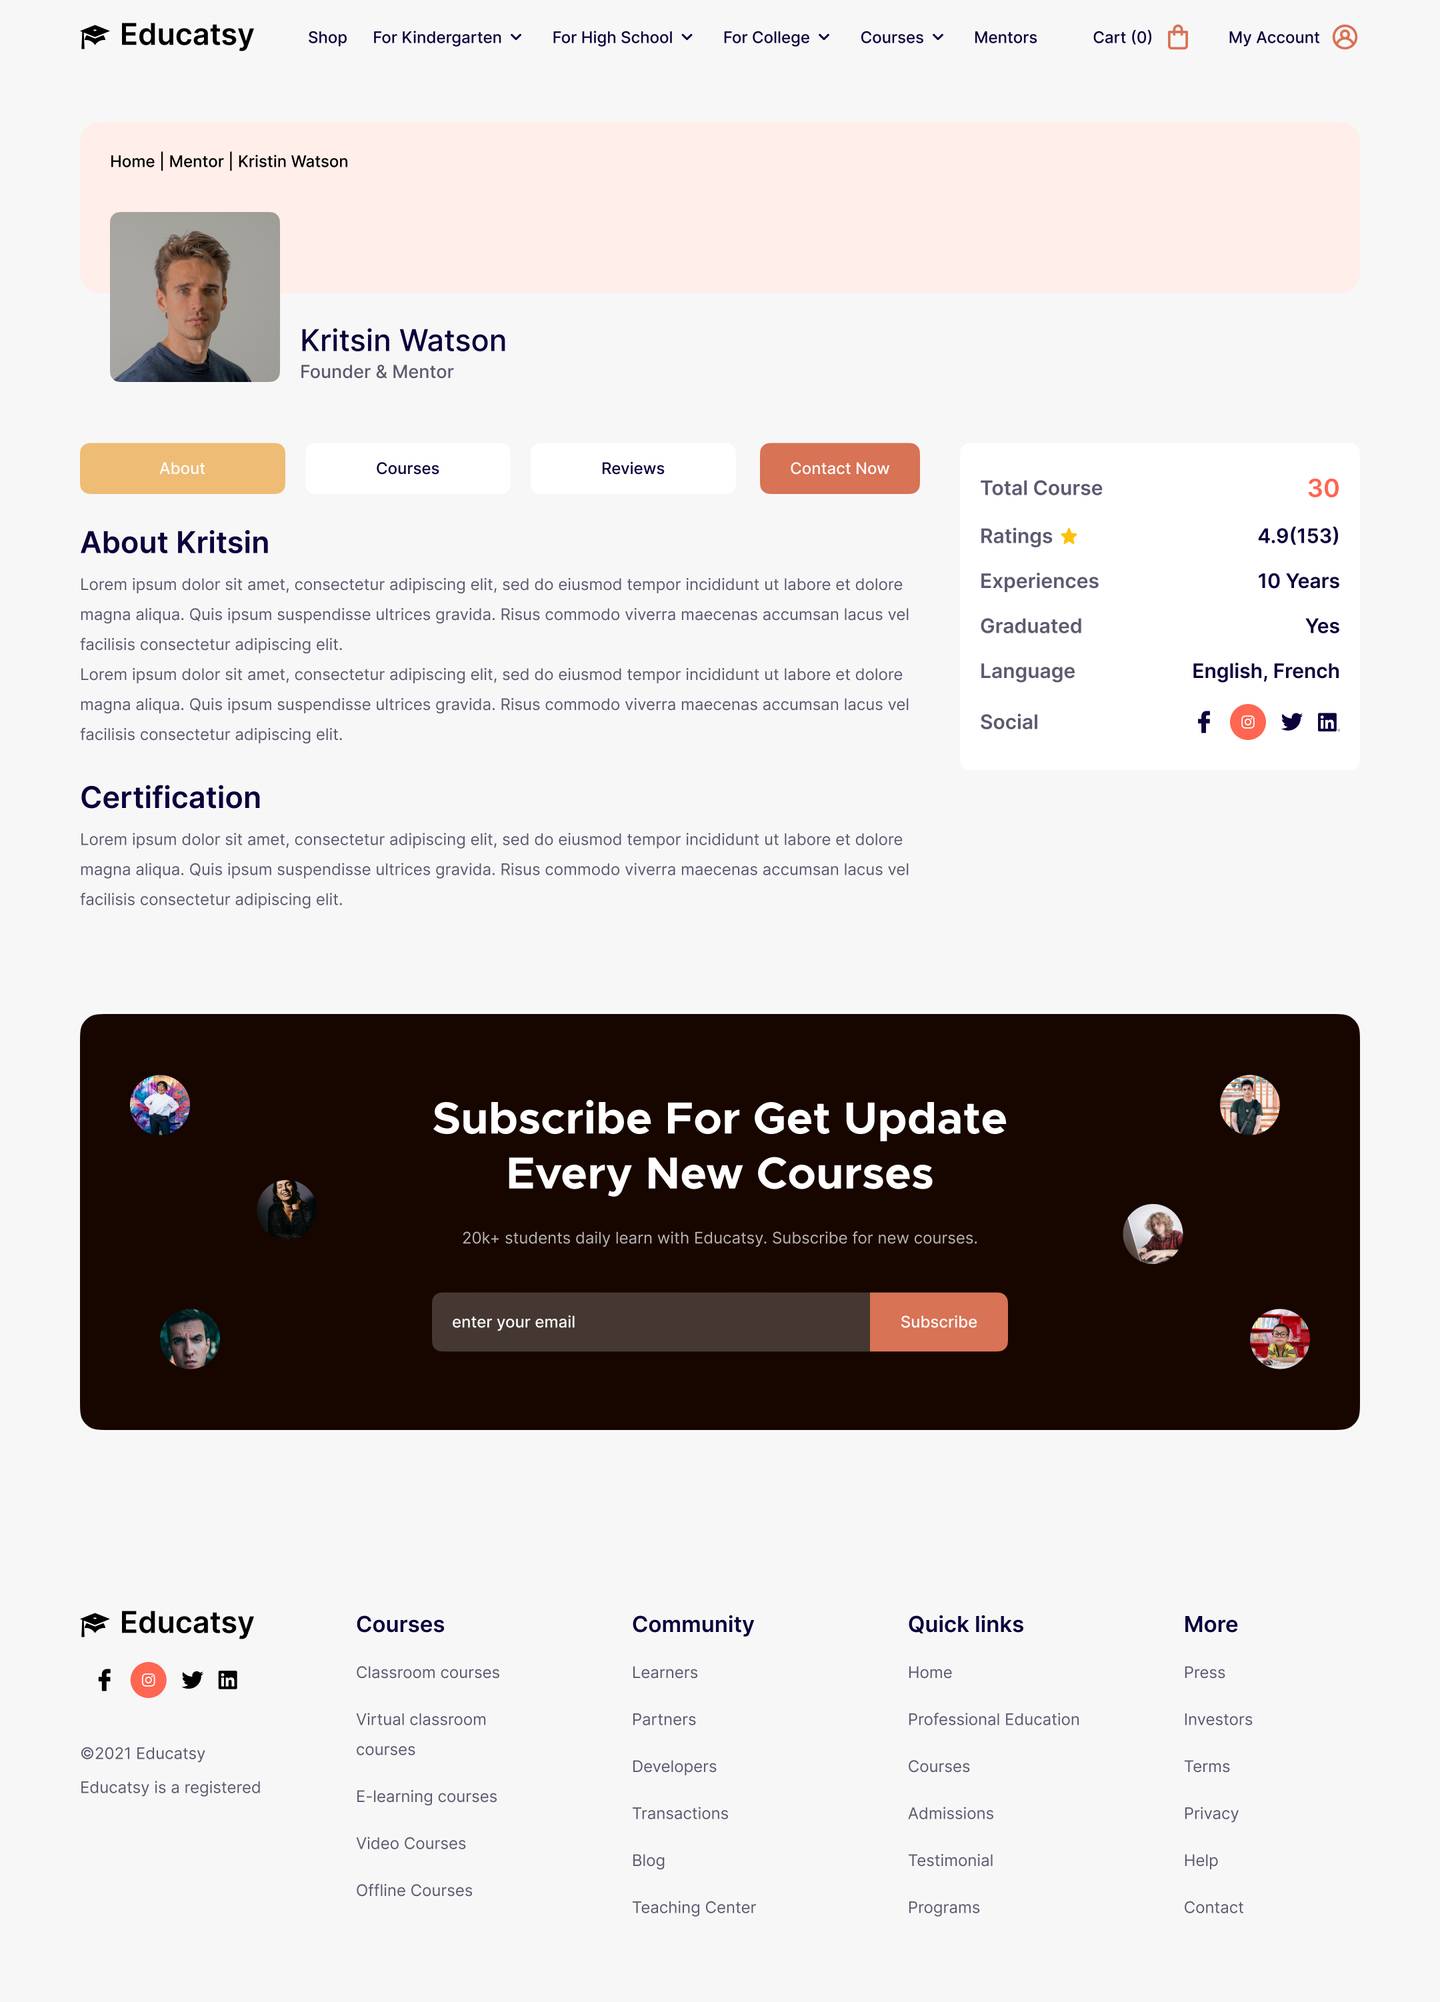 Educatsy
Shop
For Kindergarten
For High School
For College
Courses
Mentors
Cart (0)
My Account
Home | Mentor | Kristin Watson
Kritsin Watson
Founder & Mentor
About
Courses
Reviews
Contact Now
About Kritsin
Lorem ipsum dolor sit amet, consectetur adipiscing elit, sed do eiusmod tempor incididunt ut labore et dolore
magna aliqua. Quis ipsum suspendisse ultrices gravida. Risus commodo viverra maecenas accumsan lacus vel
facilisis consectetur adipiscing elit.
Lorem ipsum dolor sit amet, consectetur adipiscing elit, sed do eiusmod tempor incididunt ut labore et dolore
magna aliqua. Quis ipsum suspendisse ultrices gravida. Risus commodo viverra maecenas accumsan lacus vel
facilisis consectetur adipiscing elit.
Certification
Lorem ipsum dolor sit amet, consectetur adipiscing elit, sed do eiusmod tempor incididunt ut labore et dolore
magna aliqua. Quis ipsum suspendisse ultrices gravida. Risus commodo viverra maecenas accumsan lacus vel
facilisis consectetur adipiscing elit.
Total Course 30
Ratings 4.9(153)
Experiences 10 Years
Graduated Yes
Language English, French
Social
Subscribe For Get Update
Every New Courses
20k+ students daily learn with Educatsy. Subscribe for new courses.
enter your email
Subscribe
Educatsy
©2021 Educatsy
Educatsy is a registered
Courses
Classroom courses
Virtual classroom
courses
E-learning courses
Video Courses
Offline Courses
Community
Learners
Partners
Developers
Transactions
Blog
Teaching Center
Quick links
Home
Professional Education
Courses
Admissions
Testimonial
Programs
More
Press
Investors
Terms
Privacy
Help
Contact